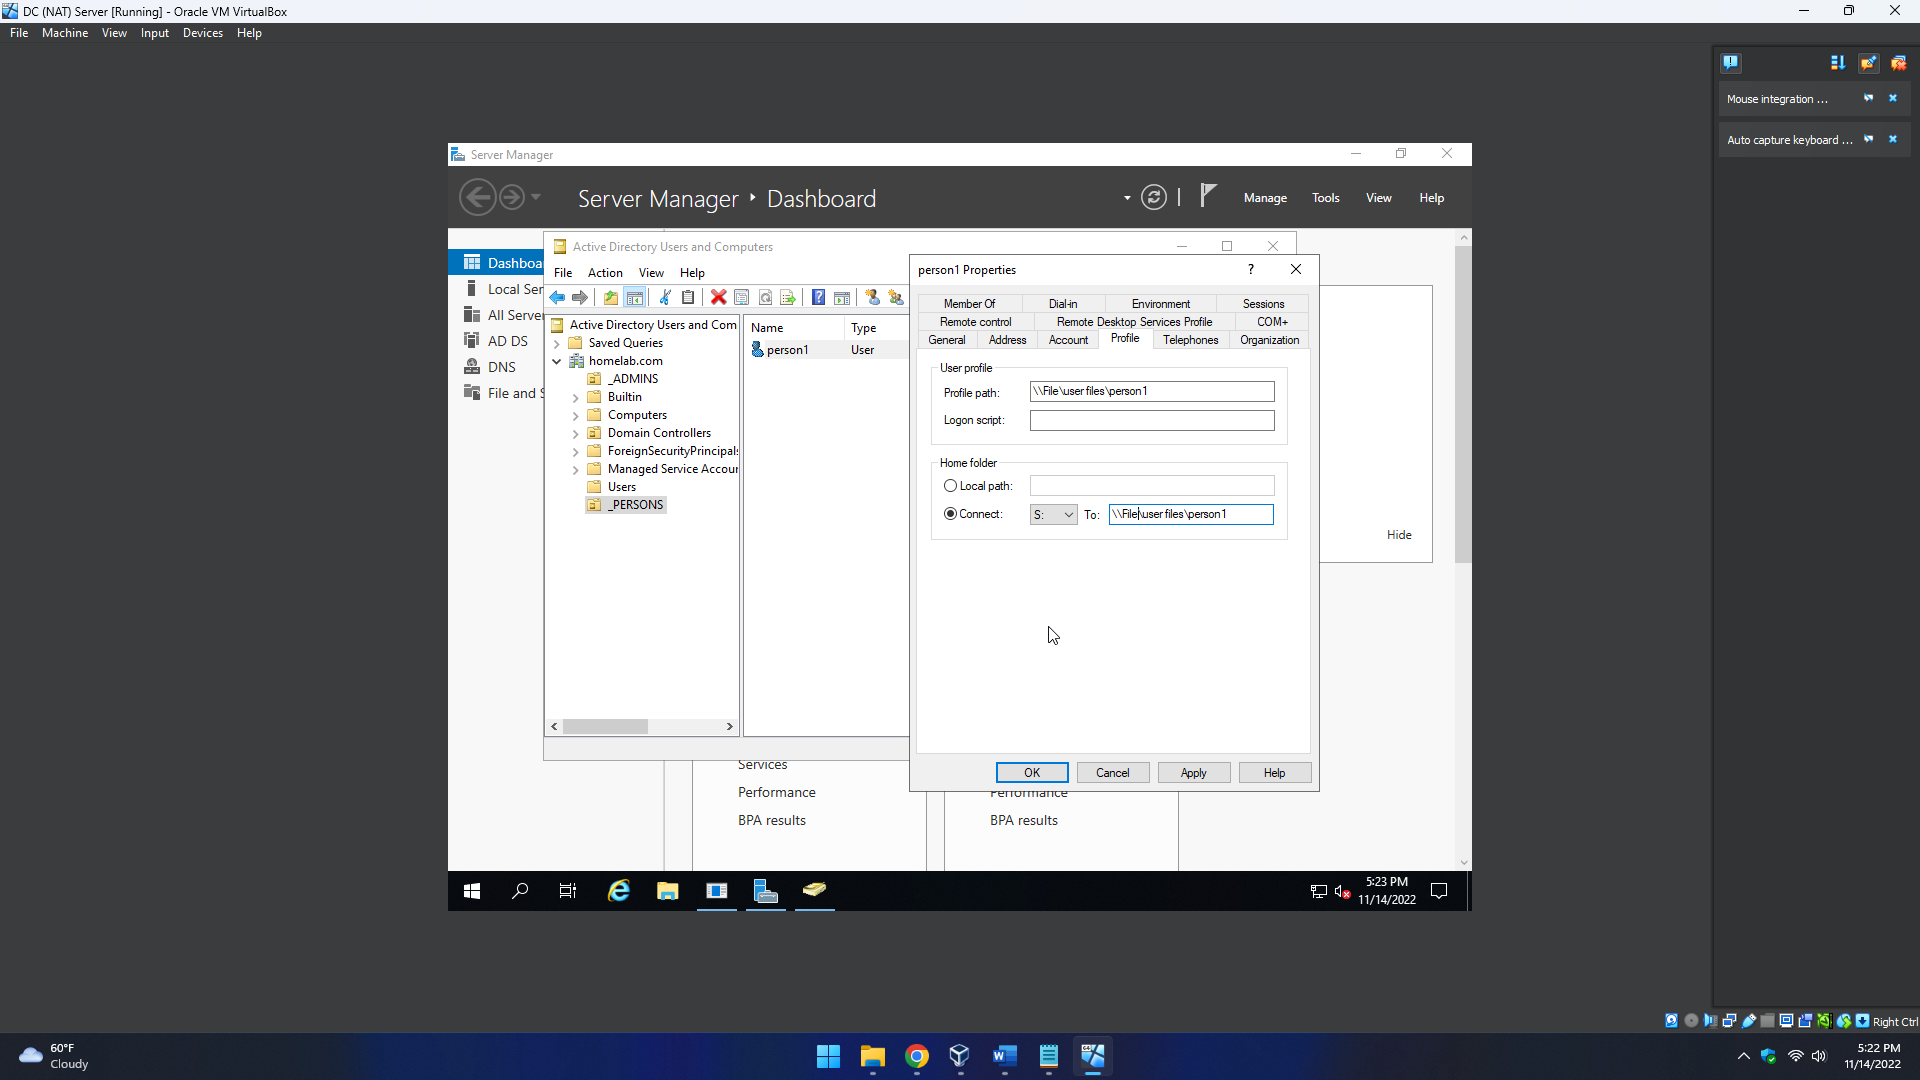 DC (NAT) Server [Running] - Oracle VM VirtualBox
File Machine View Input Devices Help
Mouse integration ...
Auto capture keyboard ...
Server Manager
Server Manager Dashboard
Manage Tools View Help
Dashboa
Local Ser
All Serve
AD DS
DNS
File and S
Active Directory Users and Computers
File Action View Help
Active Directory Users and Com
Saved Queries
homelab.com
_ADMINS
Builtin
Computers
Domain Controllers
ForeignSecurityPrincipals
Managed Service Accoun
Users
_PERSONS
Name Type
person1 User
person1 Properties
?
Member Of Dial-in Environment Sessions
Remote control Remote Desktop Services Profile COM+
General Address Account Profile Telephones Organization
User profile
Profile path: \\File\user files\person1
Logon script:
Home folder
Local path:
Connect: S: To: \\File\user files\person1
OK Cancel Apply Help
Hide
Services
Performance
BPA results
Performance
BPA results
5:23 PM
11/14/2022
Right Ctrl
60°F
Cloudy
5:22 PM
11/14/2022